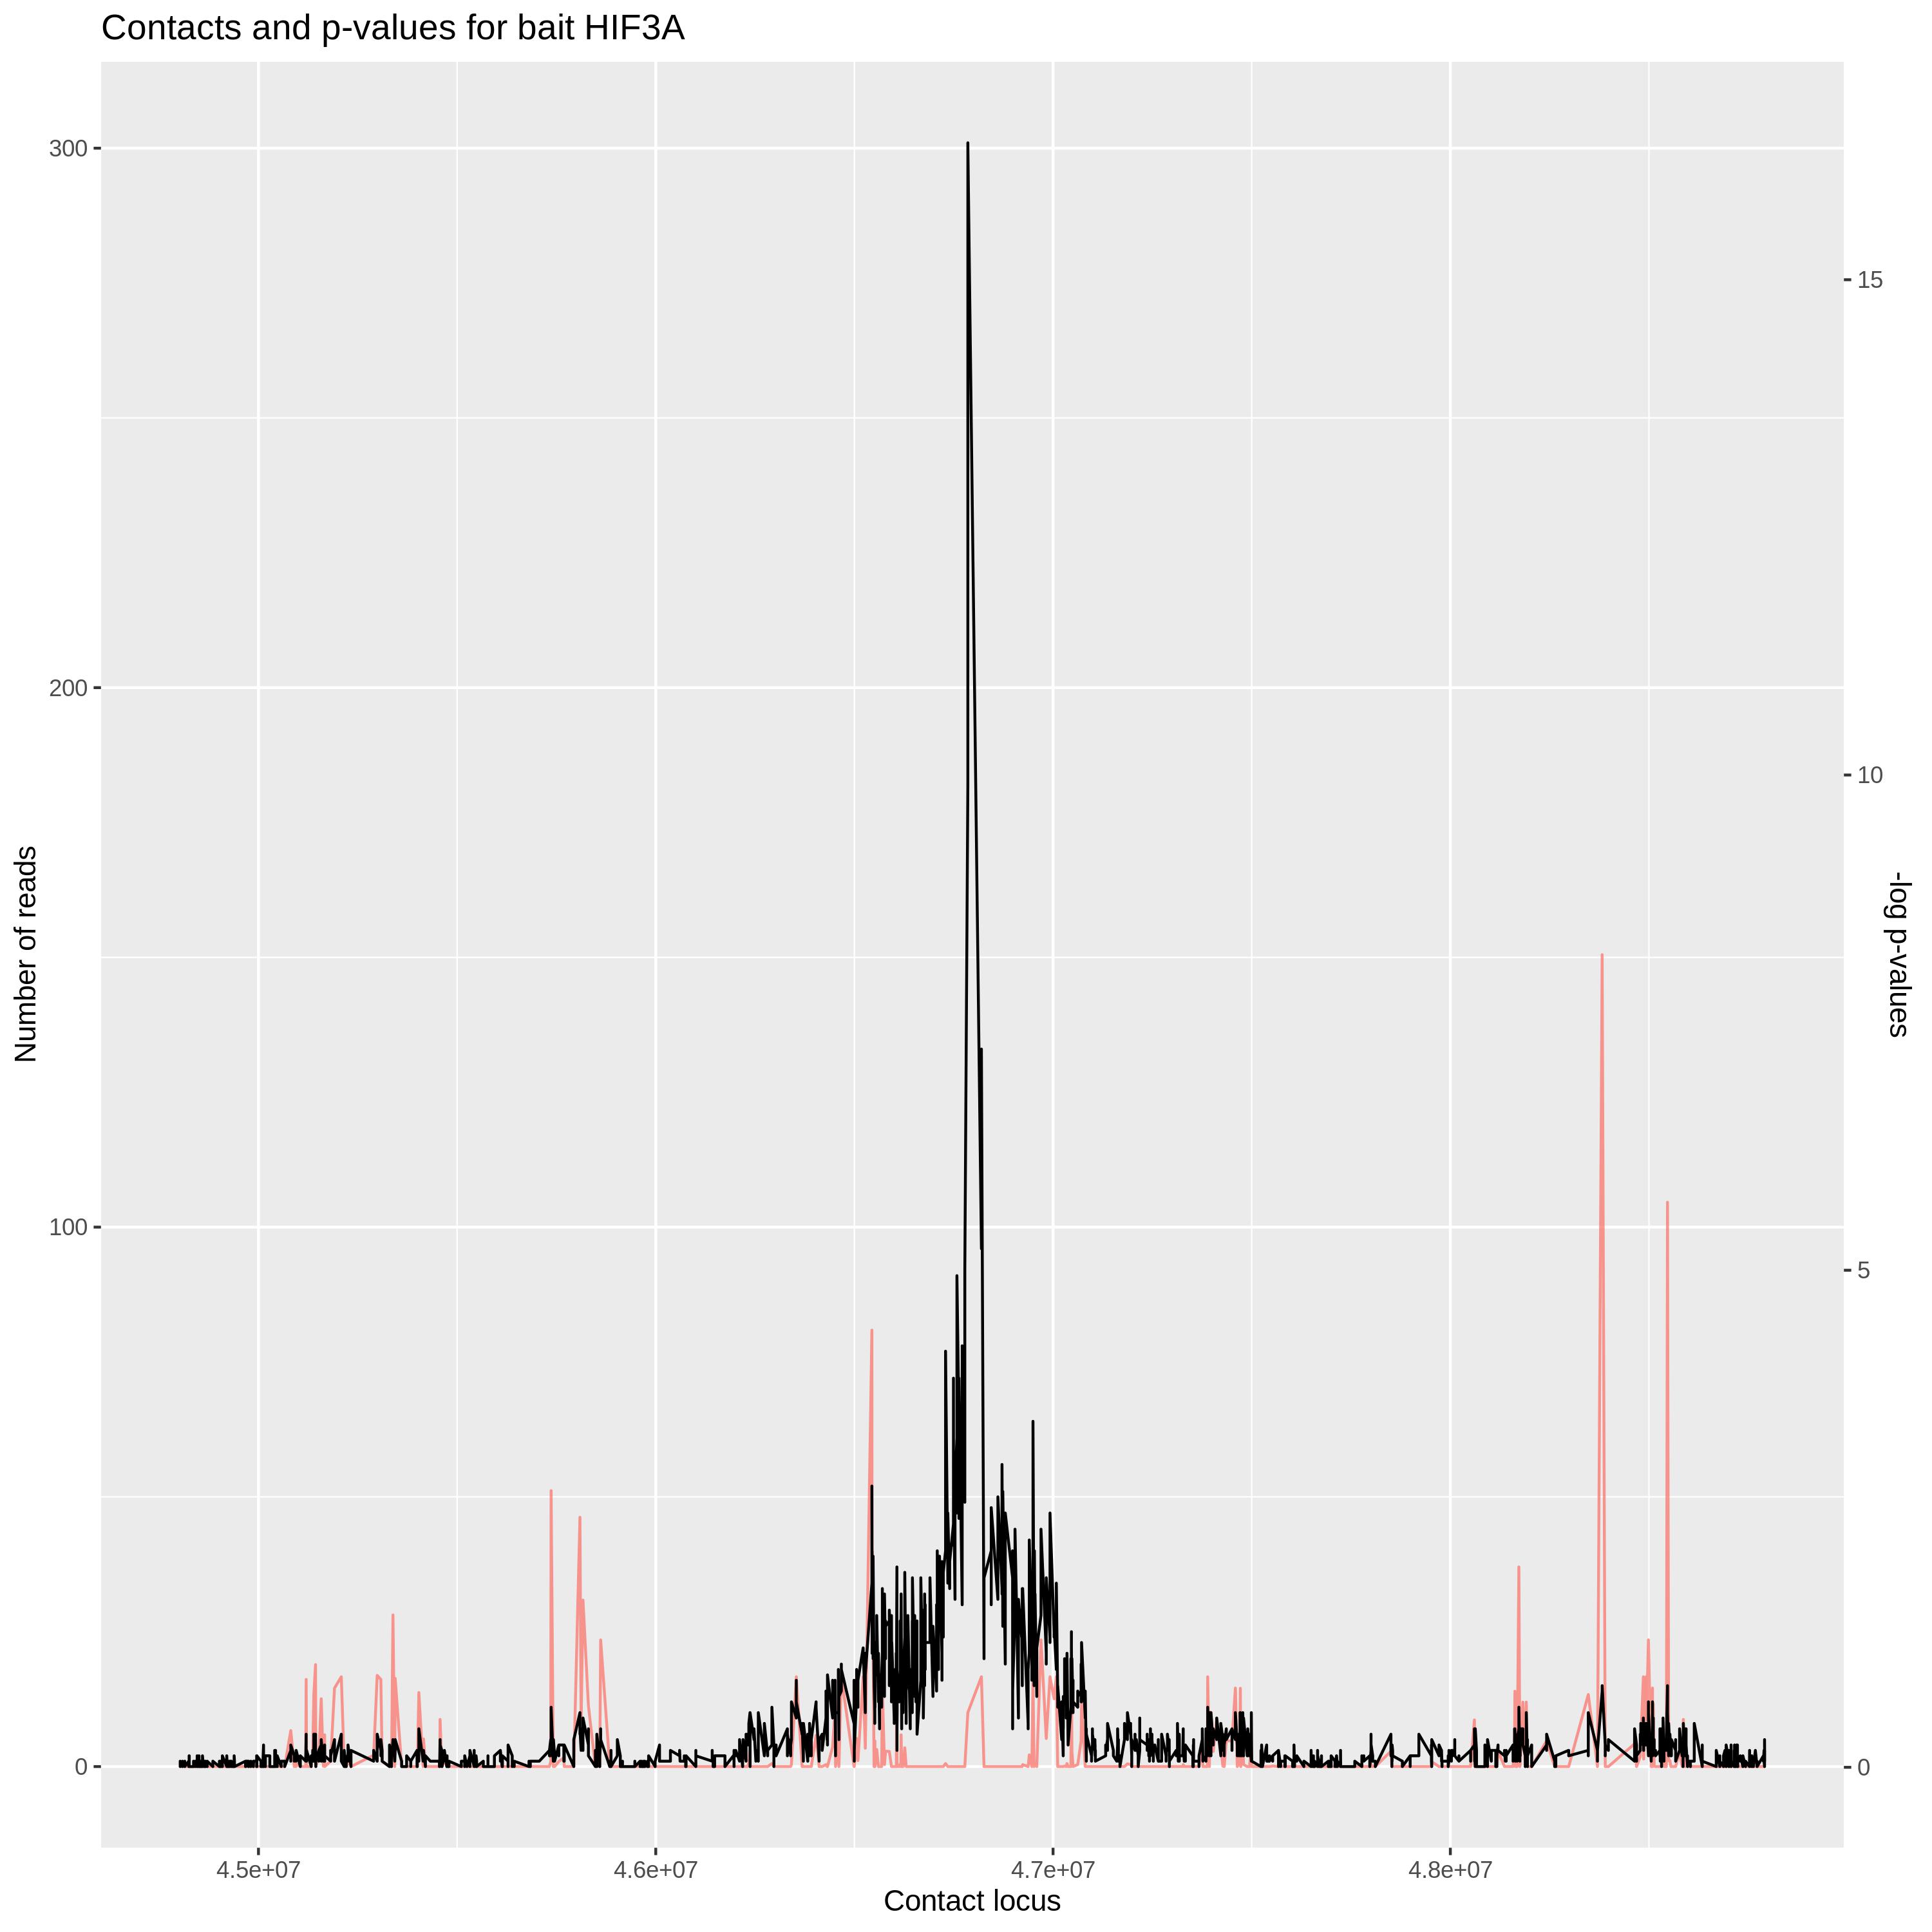 Contacts and p-values for bait HIF3A
300
200
100
0
Number of reads
15
10
5
0
-log p-values
4.5e+07 4.6e+07 4.7e+07 4.8e+07
Contact locus